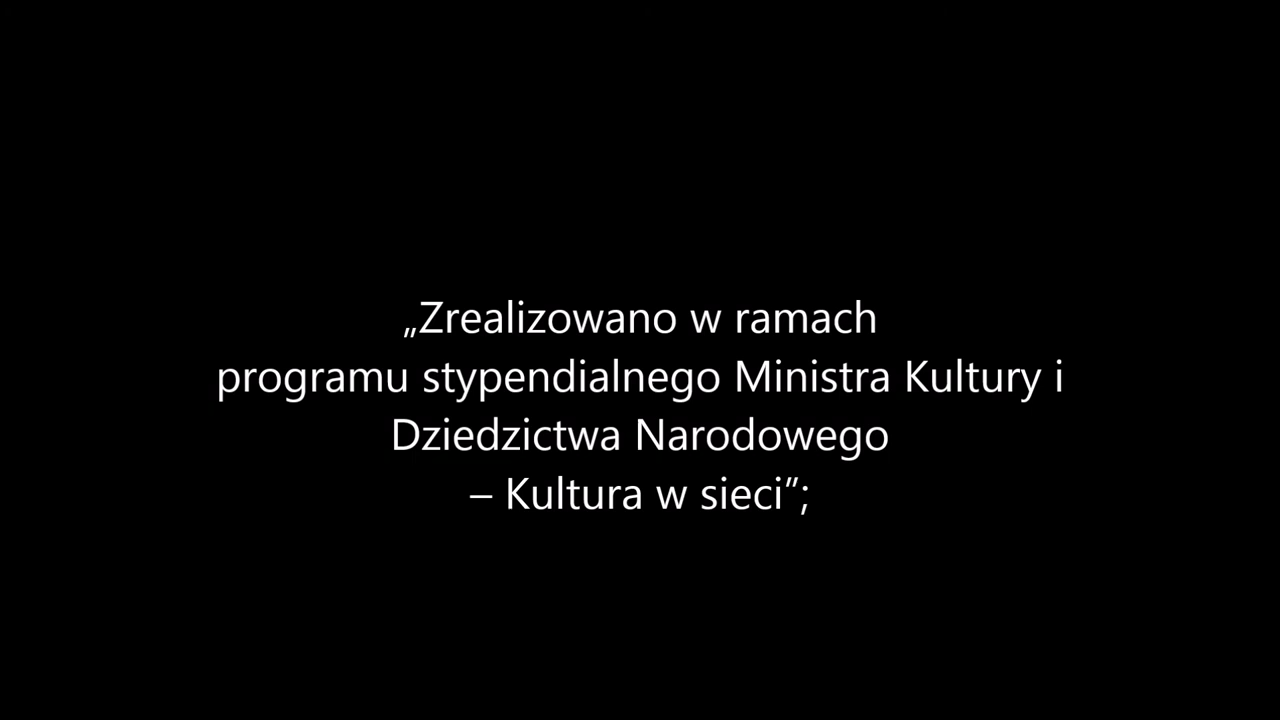 „Zrealizowano w ramach
programu stypendialnego Ministra Kultury i
Dziedzictwa Narodowego
– Kultura w sieci”;